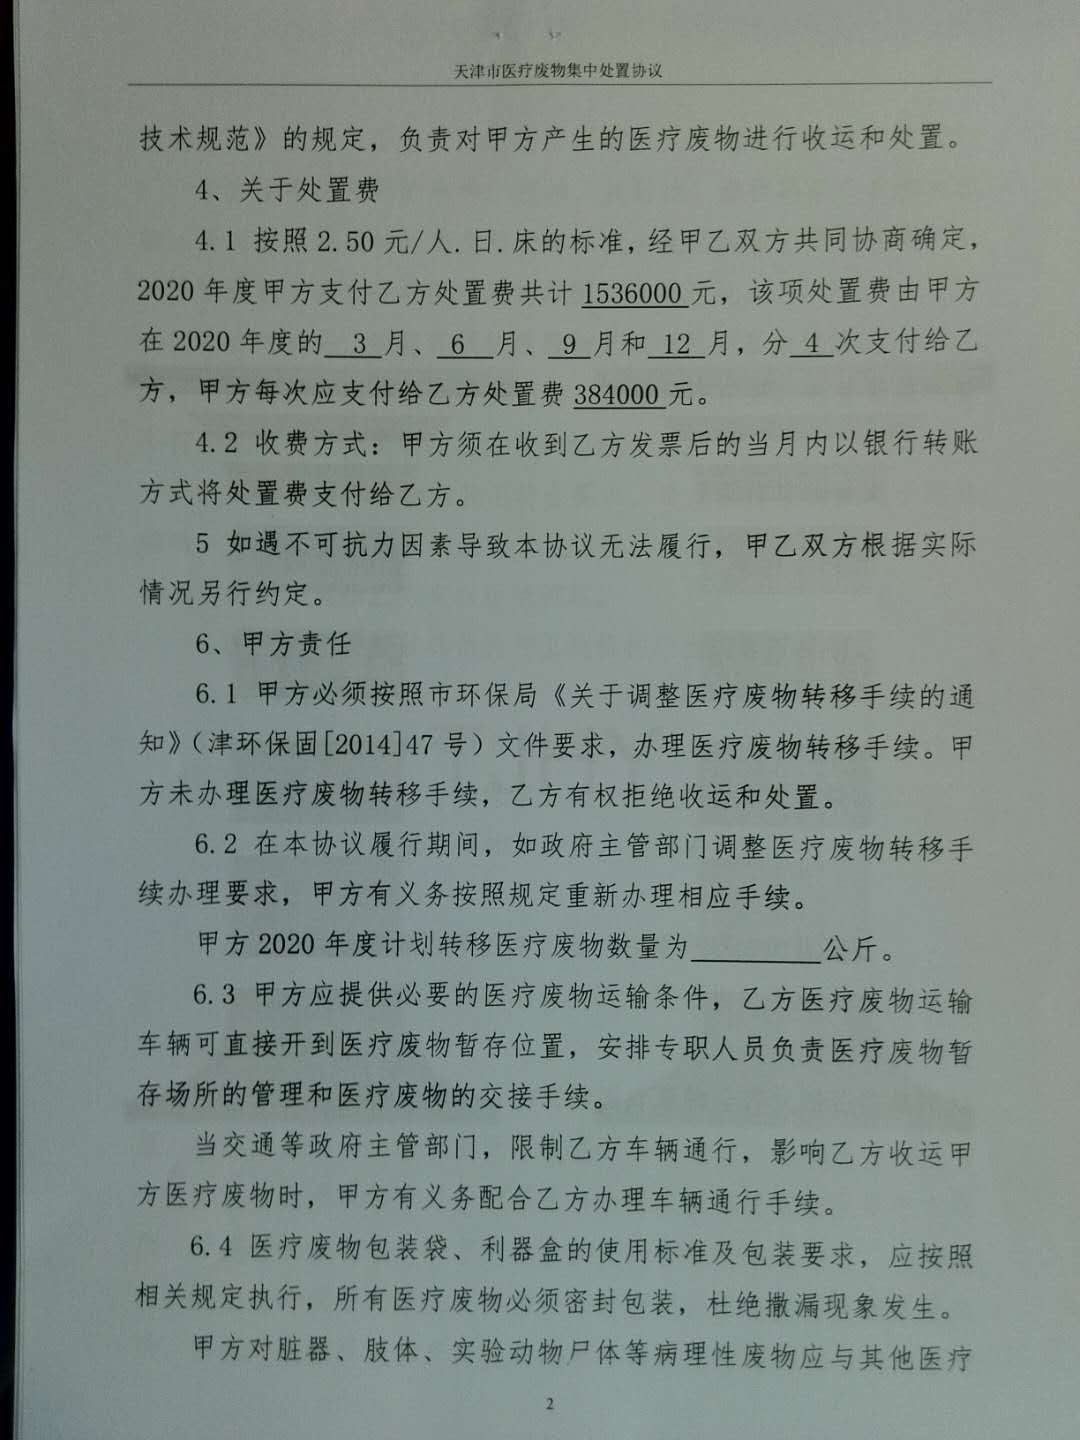 天津市医疗废物集中处置协议
技术规范》的规定，负责对甲方产生的医疗废物进行收运和处置。
4、关于处置费
4.1 按照2.50元/人.日.床的标准，经甲乙双方共同协商确定，
2020年度甲方支付乙方处置费共计 1536000 元，该项处置费由甲方
在2020年度的 3 月、 6 月、 9 月和 12 月，分 4 次支付给乙
方，甲方每次应支付给乙方处置费 384000 元。
4.2 收费方式：甲方须在收到乙方发票后的当月内以银行转账
方式将处置费支付给乙方。
5 如遇不可抗力因素导致本协议无法履行，甲乙双方根据实际
情况另行约定。
6、甲方责任
6.1 甲方必须按照市环保局《关于调整医疗废物转移手续的通
知》（津环保固[2014]47号）文件要求，办理医疗废物转移手续。甲
方未办理医疗废物转移手续，乙方有权拒绝收运和处置。
6.2 在本协议履行期间，如政府主管部门调整医疗废物转移手
续办理要求，甲方有义务按照规定重新办理相应手续。
甲方2020年度计划转移医疗废物数量为________公斤。
6.3 甲方应提供必要的医疗废物运输条件，乙方医疗废物运输
车辆可直接开到医疗废物暂存位置，安排专职人员负责医疗废物暂
存场所的管理和医疗废物的交接手续。
当交通等政府主管部门，限制乙方车辆通行，影响乙方收运甲
方医疗废物时，甲方有义务配合乙方办理车辆通行手续。
6.4 医疗废物包装袋、利器盒的使用标准及包装要求，应按照
相关规定执行，所有医疗废物必须密封包装，杜绝撒漏现象发生。
甲方对脏器、肢体、实验动物尸体等病理性废物应与其他医疗
2